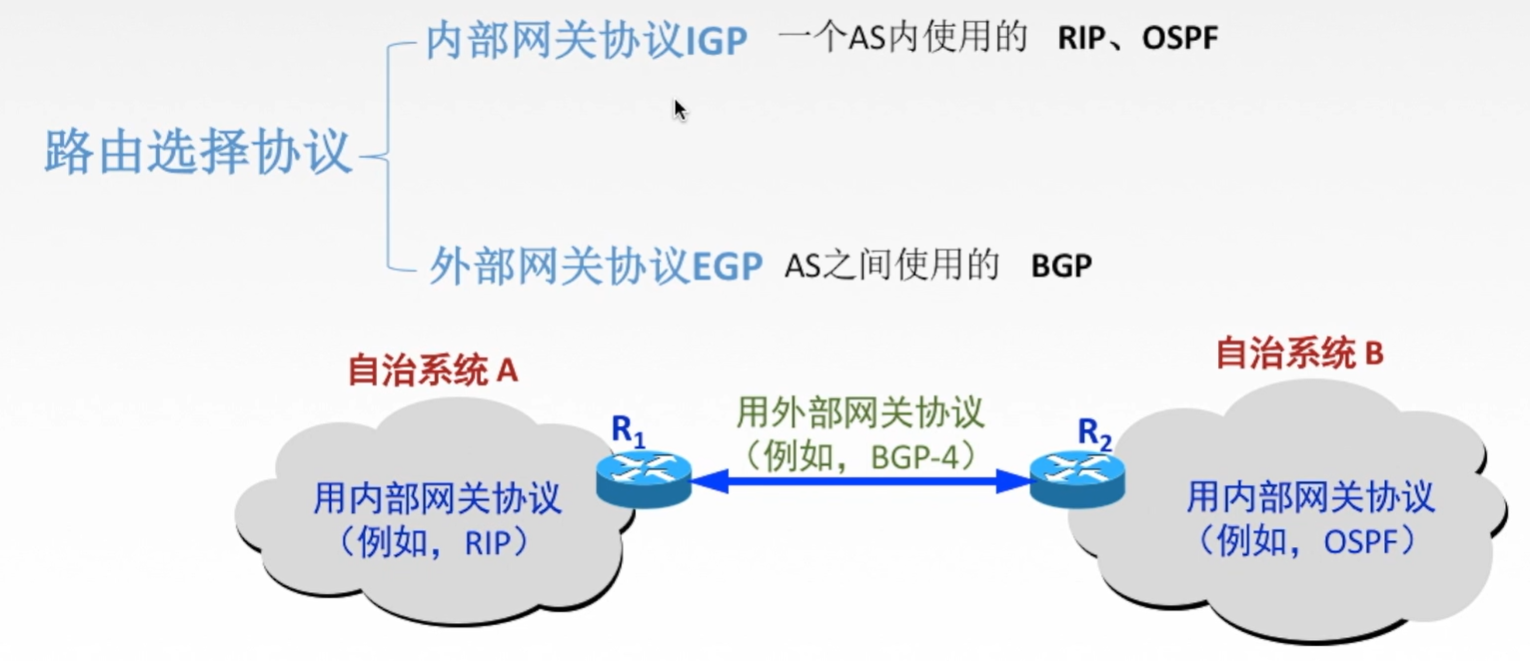 内部网关协议IGP 一个AS内使用的 RIP、OSPF
路由选择协议
外部网关协议EGP AS之间使用的 BGP
自治系统 A
自治系统 B
R1
用外部网关协议
（例如，BGP-4）
R2
用内部网关协议
（例如，RIP）
用内部网关协议
（例如，OSPF）